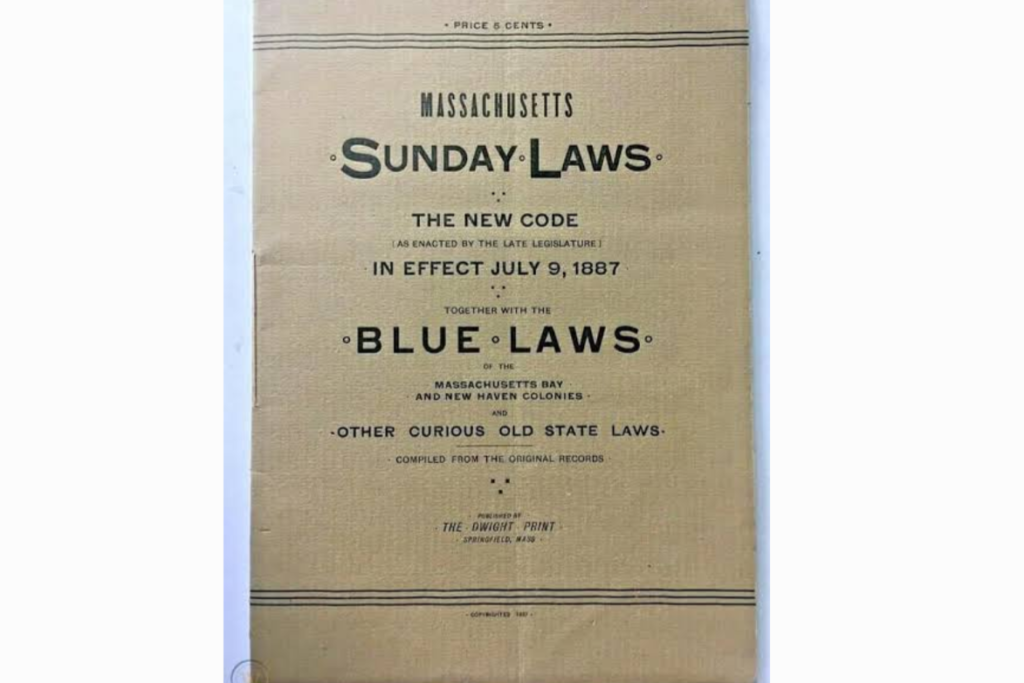 • PRICE 5 CENTS •
MASSACHUSETTS
SUNDAY LAWS
THE NEW CODE
[AS ENACTED BY THE LATE LEGISLATURE]
IN EFFECT JULY 9, 1887
TOGETHER WITH THE
BLUE LAWS
OF THE
MASSACHUSETTS BAY
AND NEW HAVEN COLONIES
AND
OTHER CURIOUS OLD STATE LAWS
COMPILED FROM THE ORIGINAL RECORDS
PUBLISHED BY
THE DWIGHT PRINT
SPRINGFIELD, MASS
COPYRIGHTED 1887